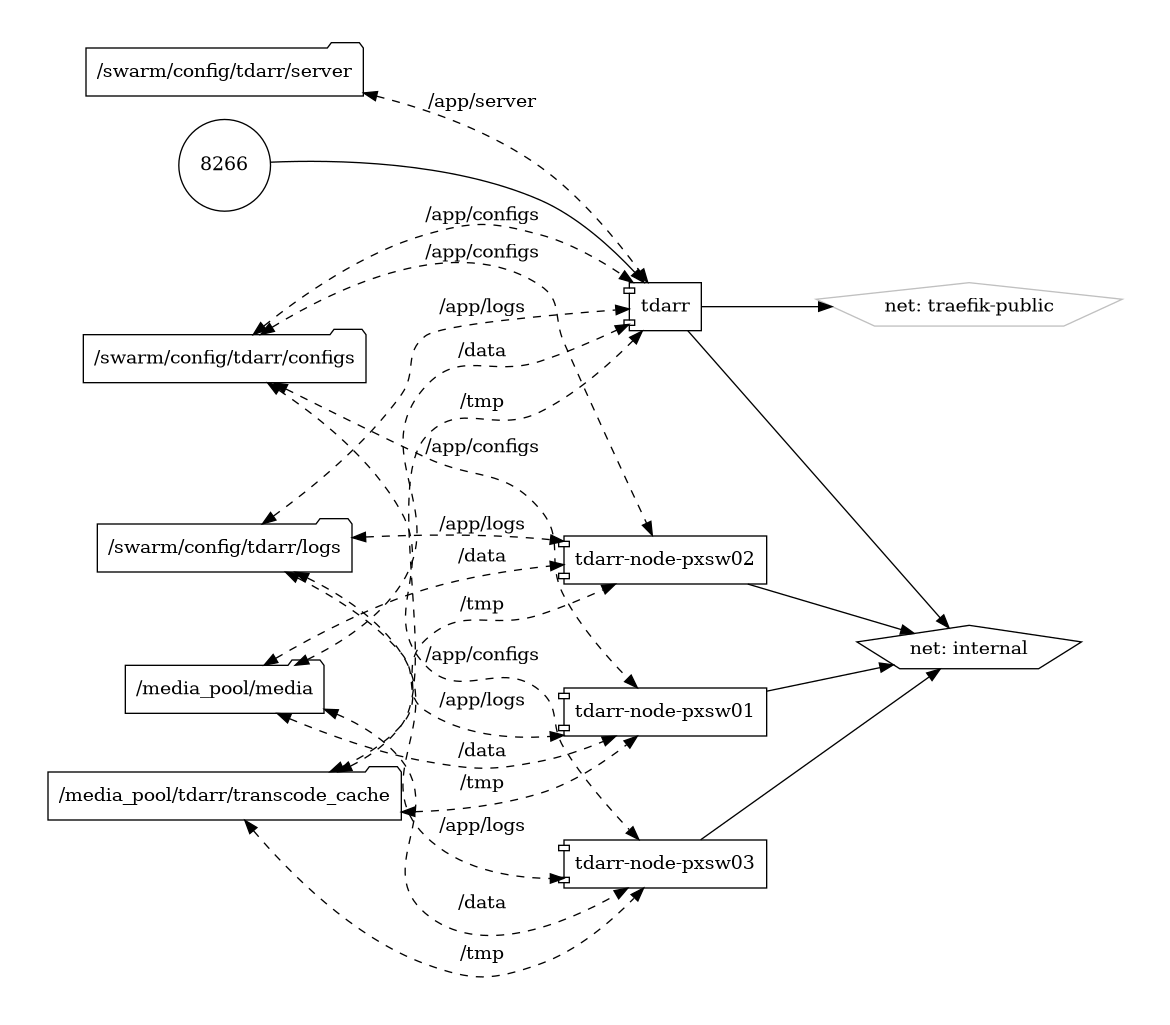 /swarm/config/tdarr/server
/app/server
8266
/app/configs
/app/configs
tdarr
net: traefik-public
/app/logs
/data
/swarm/config/tdarr/configs
/tmp
/app/configs
/app/logs
/swarm/config/tdarr/logs
/data
tdarr-node-pxsw02
/tmp
net: internal
/app/configs
/media_pool/media
/app/logs
tdarr-node-pxsw01
/data
/tmp
/media_pool/tdarr/transcode_cache
/app/logs
tdarr-node-pxsw03
/data
/tmp